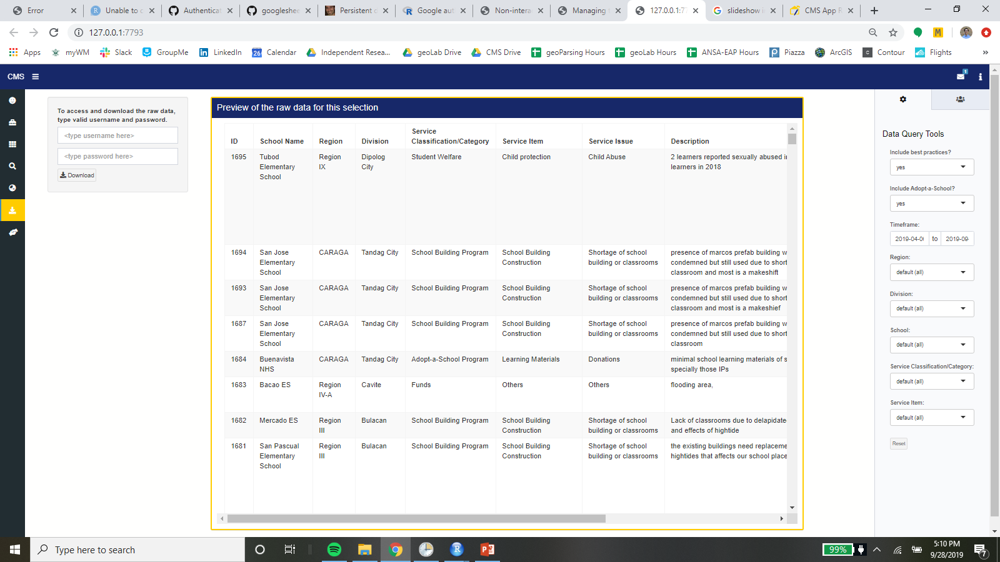 Error
Unable to c
Authenticat
googleshee
Persistent c
Google aut
Non-intera
Managing
127.0.0.1:77
slideshow i
CMS App R
127.0.0.1:7793
Apps
myWM
Slack
GroupMe
LinkedIn
26
Calendar
Independent Resea...
geoLab Drive
CMS Drive
geoParsing Hours
geoLab Hours
ANSA-EAP Hours
Piazza
ArcGIS
Contour
Flights
CMS
1
To access and download the raw data,
type valid username and password.
<type username here>
<type password here>
Download
Preview of the raw data for this selection
ID School Name Region Division Service Classification/Category Service Item Service Issue Description
1695 Tubod Elementary School Region IX Dipolog City Student Welfare Child protection Child Abuse 2 learners reported sexually abused in learners in 2018
1694 San Jose Elementary School CARAGA Tandag City School Building Program School Building Construction Shortage of school building or classrooms presence of marcos prefab building w condemned but still used due to short classroom and most is a makeshift
1693 San Jose Elementary School CARAGA Tandag City School Building Program School Building Construction Shortage of school building or classrooms presence of marcos prefab building w condemned but still used due to short classroom and most is a makeshief
1687 San Jose Elementary School CARAGA Tandag City School Building Program School Building Construction Shortage of school building or classrooms presence of marcos prefab building w condemned but still used due to short classroom
1684 Buenavista NHS CARAGA Tandag City Adopt-a-School Program Learning Materials Donations minimal school learning materials of s specially those IPs
1683 Bacao ES Region IV-A Cavite Funds Others Others flooding area,
1682 Mercado ES Region III Bulacan School Building Program School Building Construction Shortage of school building or classrooms Lack of classrooms due to delapidate and effects of hightide
1681 San Pascual Elementary School Region III Bulacan School Building Program School Building Construction Shortage of school building or classrooms the existing buildings need replaceme hightides that affects our school place
Data Query Tools
Include best practices?
yes
Include Adopt-a-School?
yes
Timeframe:
2019-04-0 to 2019-09-
Region:
default (all)
Division:
default (all)
School:
default (all)
Service Classification/Category:
default (all)
Service Item:
default (all)
Reset
Type here to search
99%
5:10 PM
9/28/2019
7